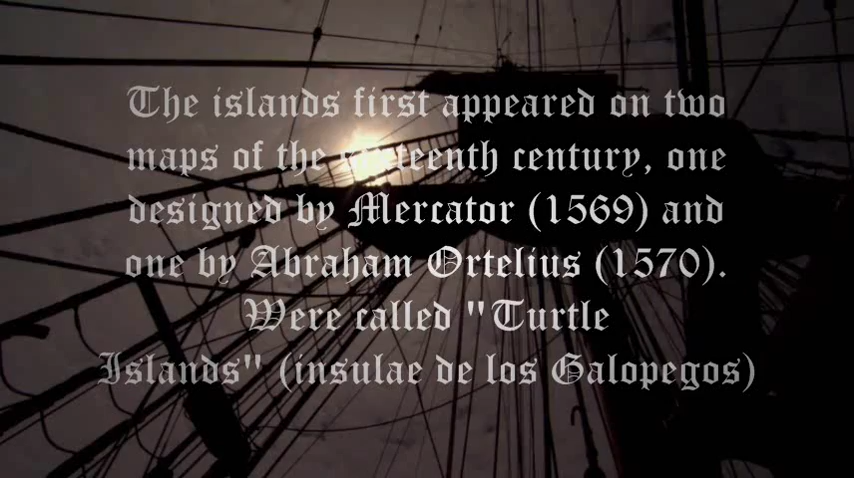 The islands first appeared on two
maps of the sixteenth century, one
designed by Mercator (1569) and
one by Abraham Ortelius (1570).
Were called "Turtle
Islands" (insulae de los Galopegos)